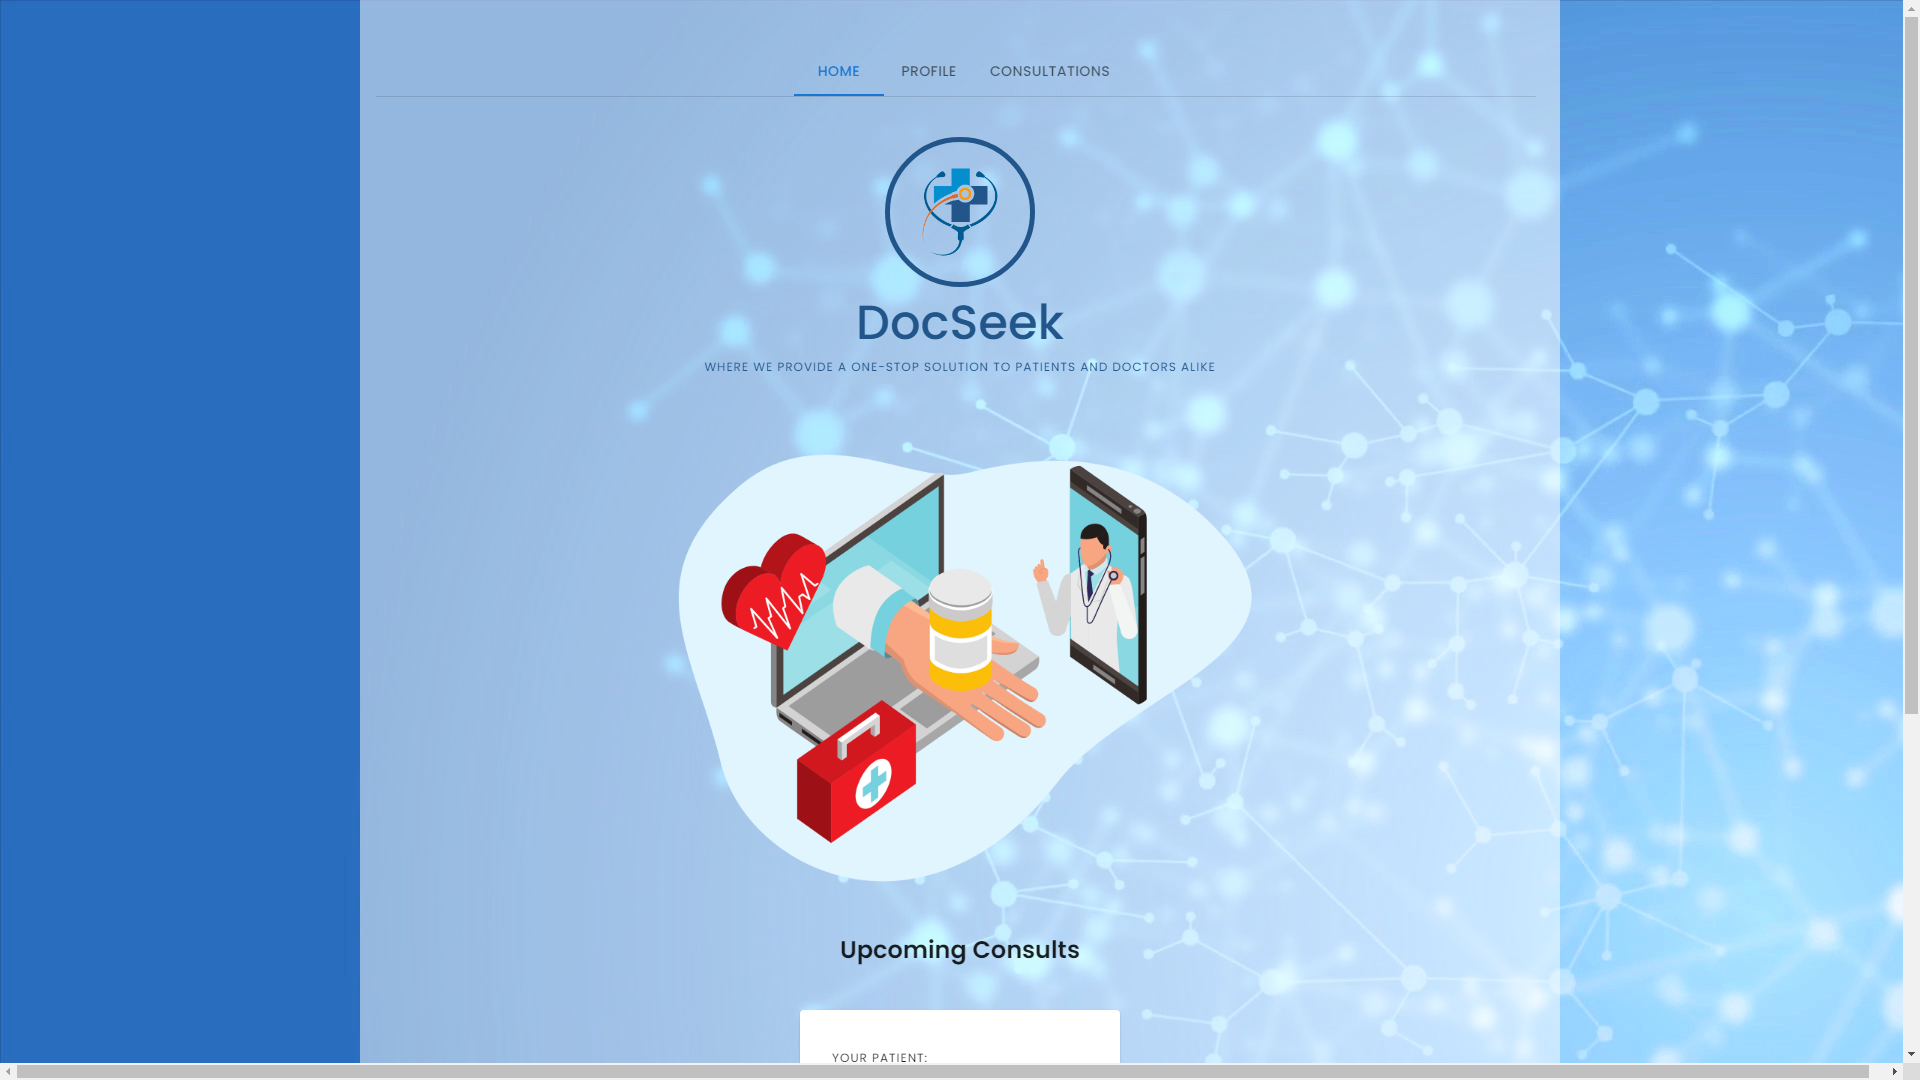 HOME PROFILE CONSULTATIONS
DocSeek
WHERE WE PROVIDE A ONE-STOP SOLUTION TO PATIENTS AND DOCTORS ALIKE
Upcoming Consults
YOUR PATIENT: